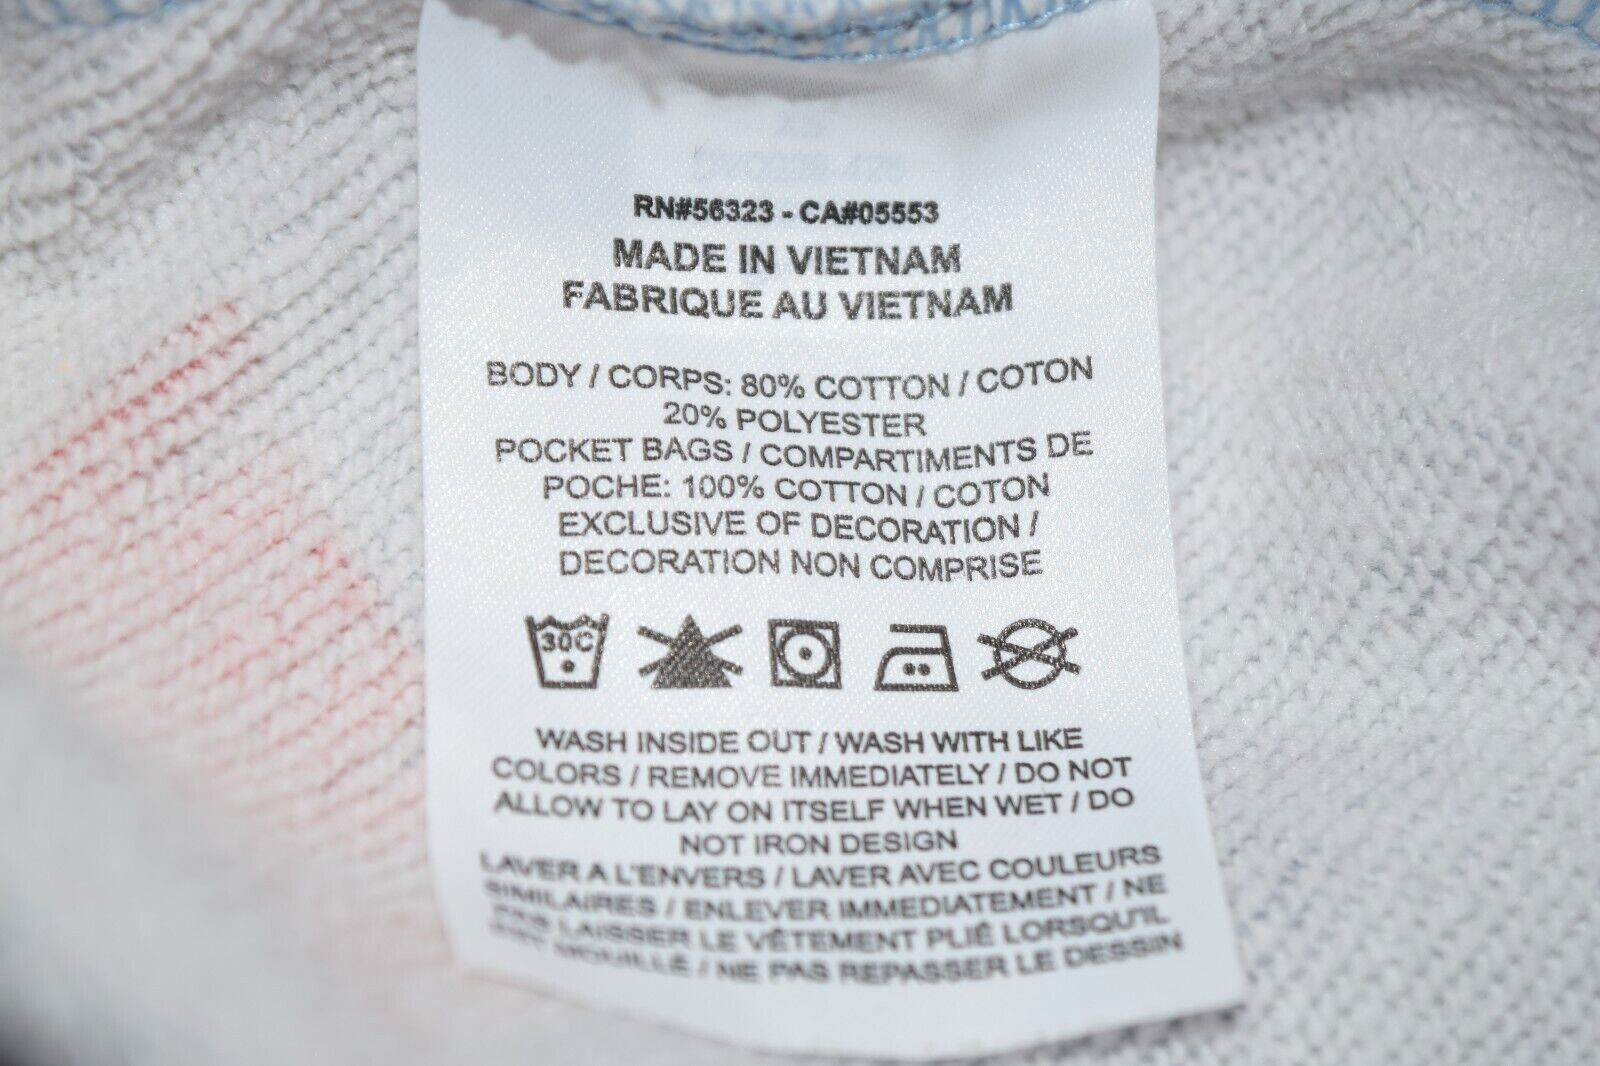 RN#56323 - CA#05553
MADE IN VIETNAM
FABRIQUE AU VIETNAM
BODY / CORPS: 80% COTTON / COTON
20% POLYESTER
POCKET BAGS / COMPARTIMENTS DE
POCHE: 100% COTTON / COTON
EXCLUSIVE OF DECORATION /
DECORATION NON COMPRISE
30C
WASH INSIDE OUT / WASH WITH LIKE
COLORS / REMOVE IMMEDIATELY / DO NOT
ALLOW TO LAY ON ITSELF WHEN WET / DO
NOT IRON DESIGN
LAVER A L'ENVERS / LAVER AVEC COULEURS
SIMILAIRES / ENLEVER IMMEDIATEMENT / NE
PAS LAISSER LE VÊTEMENT PLIÉ LORSQU'IL
EST MOUILLÉ / NE PAS REPASSER LE DESSIN